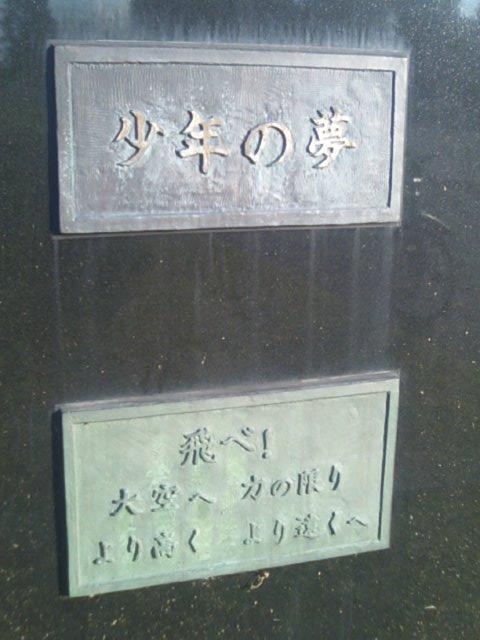 少年の夢
飛べ!
大空へ 力の限り
より高く より遠くへ